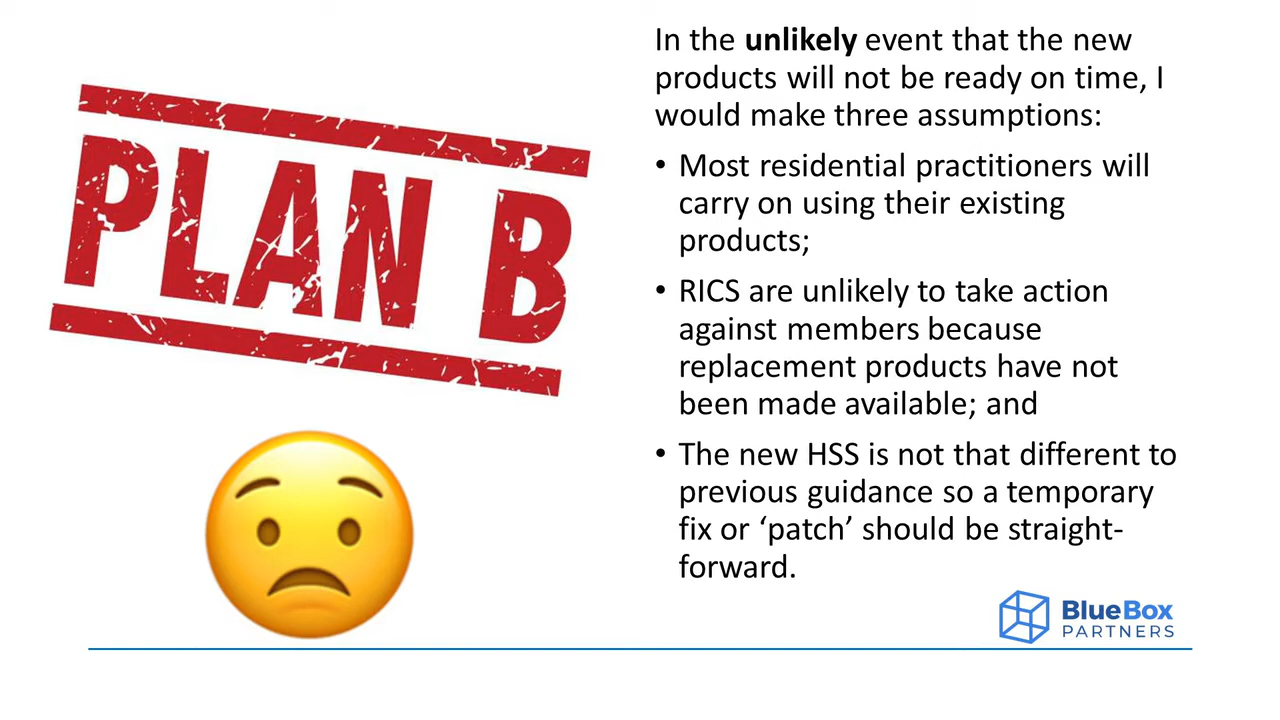 PLAN B
In the unlikely event that the new
products will not be ready on time, I
would make three assumptions:
• Most residential practitioners will
carry on using their existing
products;
• RICS are unlikely to take action
against members because
replacement products have not
been made available; and
• The new HSS is not that different to
previous guidance so a temporary
fix or ‘patch’ should be straight-
forward.
BlueBox
PARTNERS